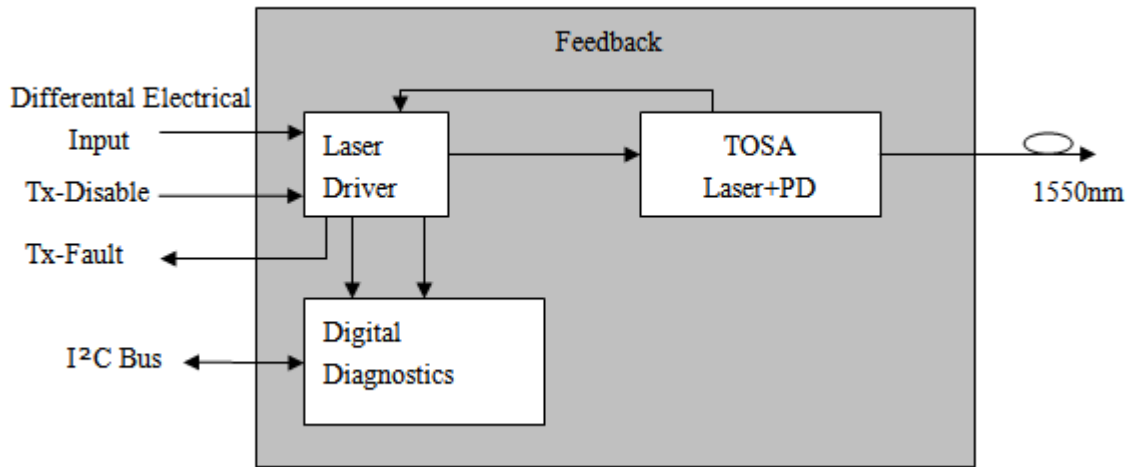 Feedback
Differental Electrical
Input
Laser
Driver
TOSA
Laser+PD
Tx-Disable
1550nm
Tx-Fault
Digital
Diagnostics
I²C Bus